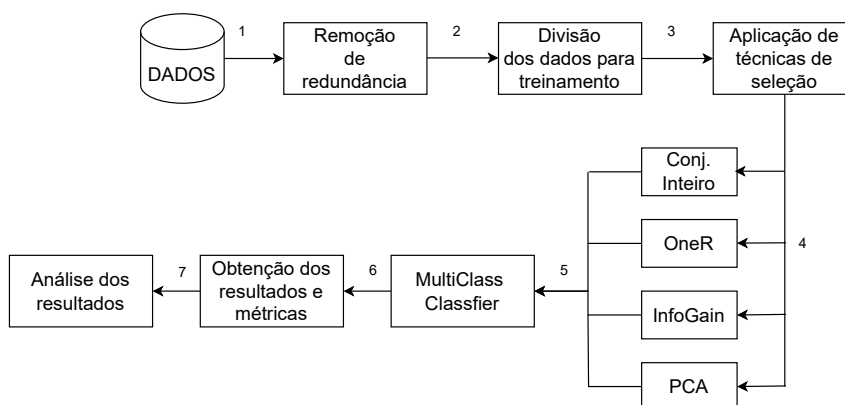 DADOS
1
Remoção
de
redundância
2
Divisão
dos dados para
treinamento
3
Aplicação de
técnicas de
seleção
4
Conj.
Inteiro
OneR
InfoGain
PCA
5
MultiClass
Classfier
6
Obtenção dos
resultados e
métricas
7
Análise dos
resultados